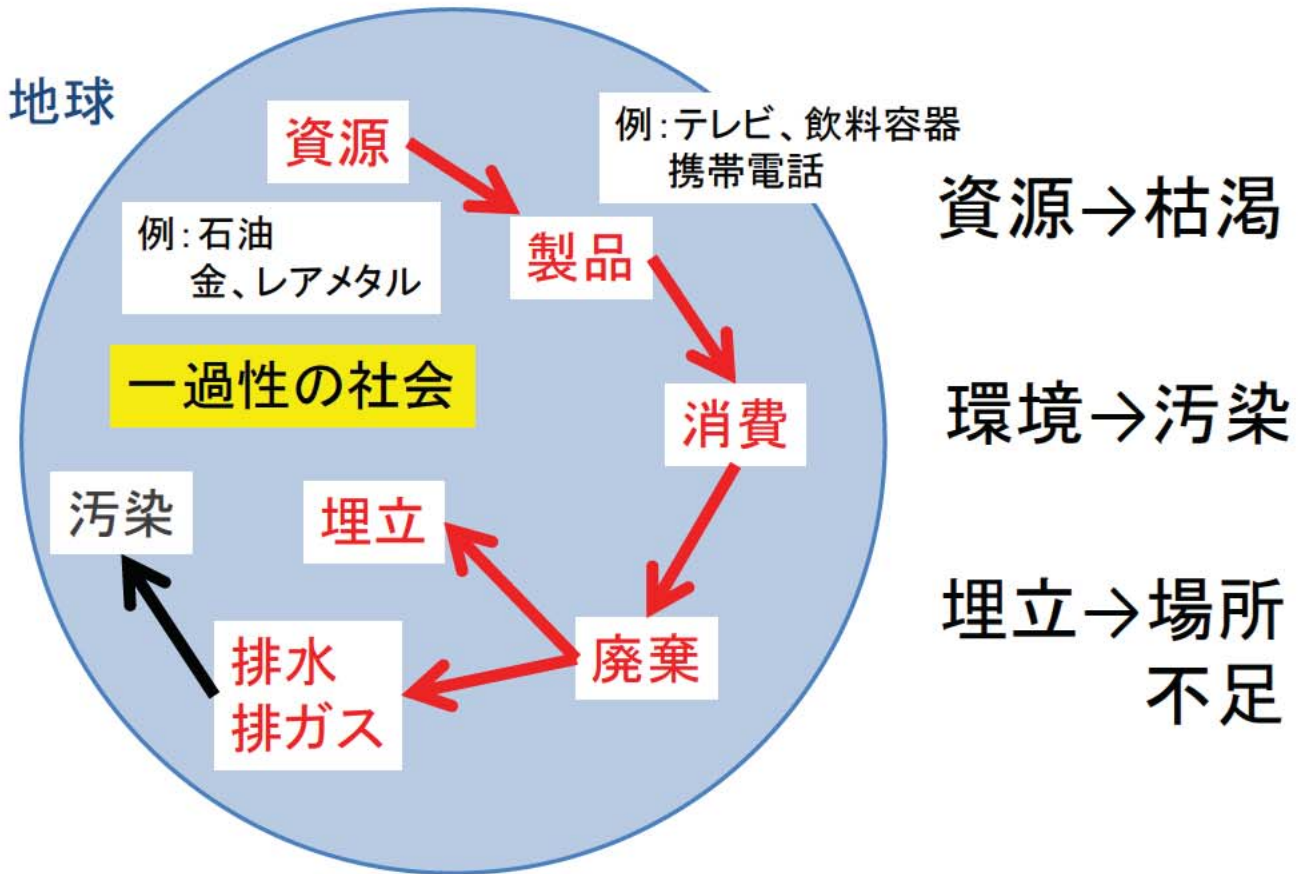 地球
資源
例：テレビ、飲料容器
携帯電話
例：石油
金、レアメタル
製品
一過性の社会
消費
汚染
埋立
廃棄
排水
排ガス
資源→枯渇
環境→汚染
埋立→場所
不足